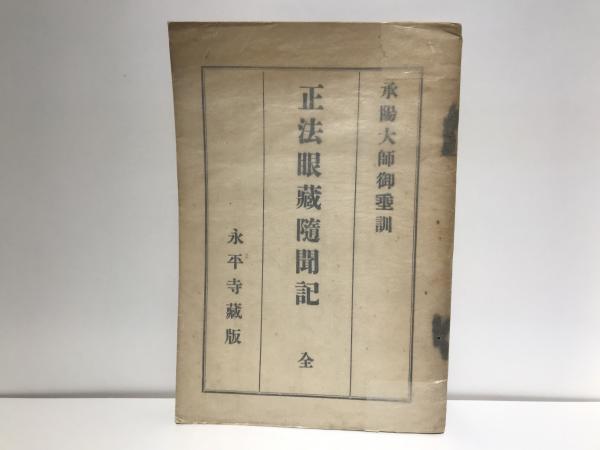 承陽大師御垂訓
正法眼藏隨聞記 全
永平寺藏版